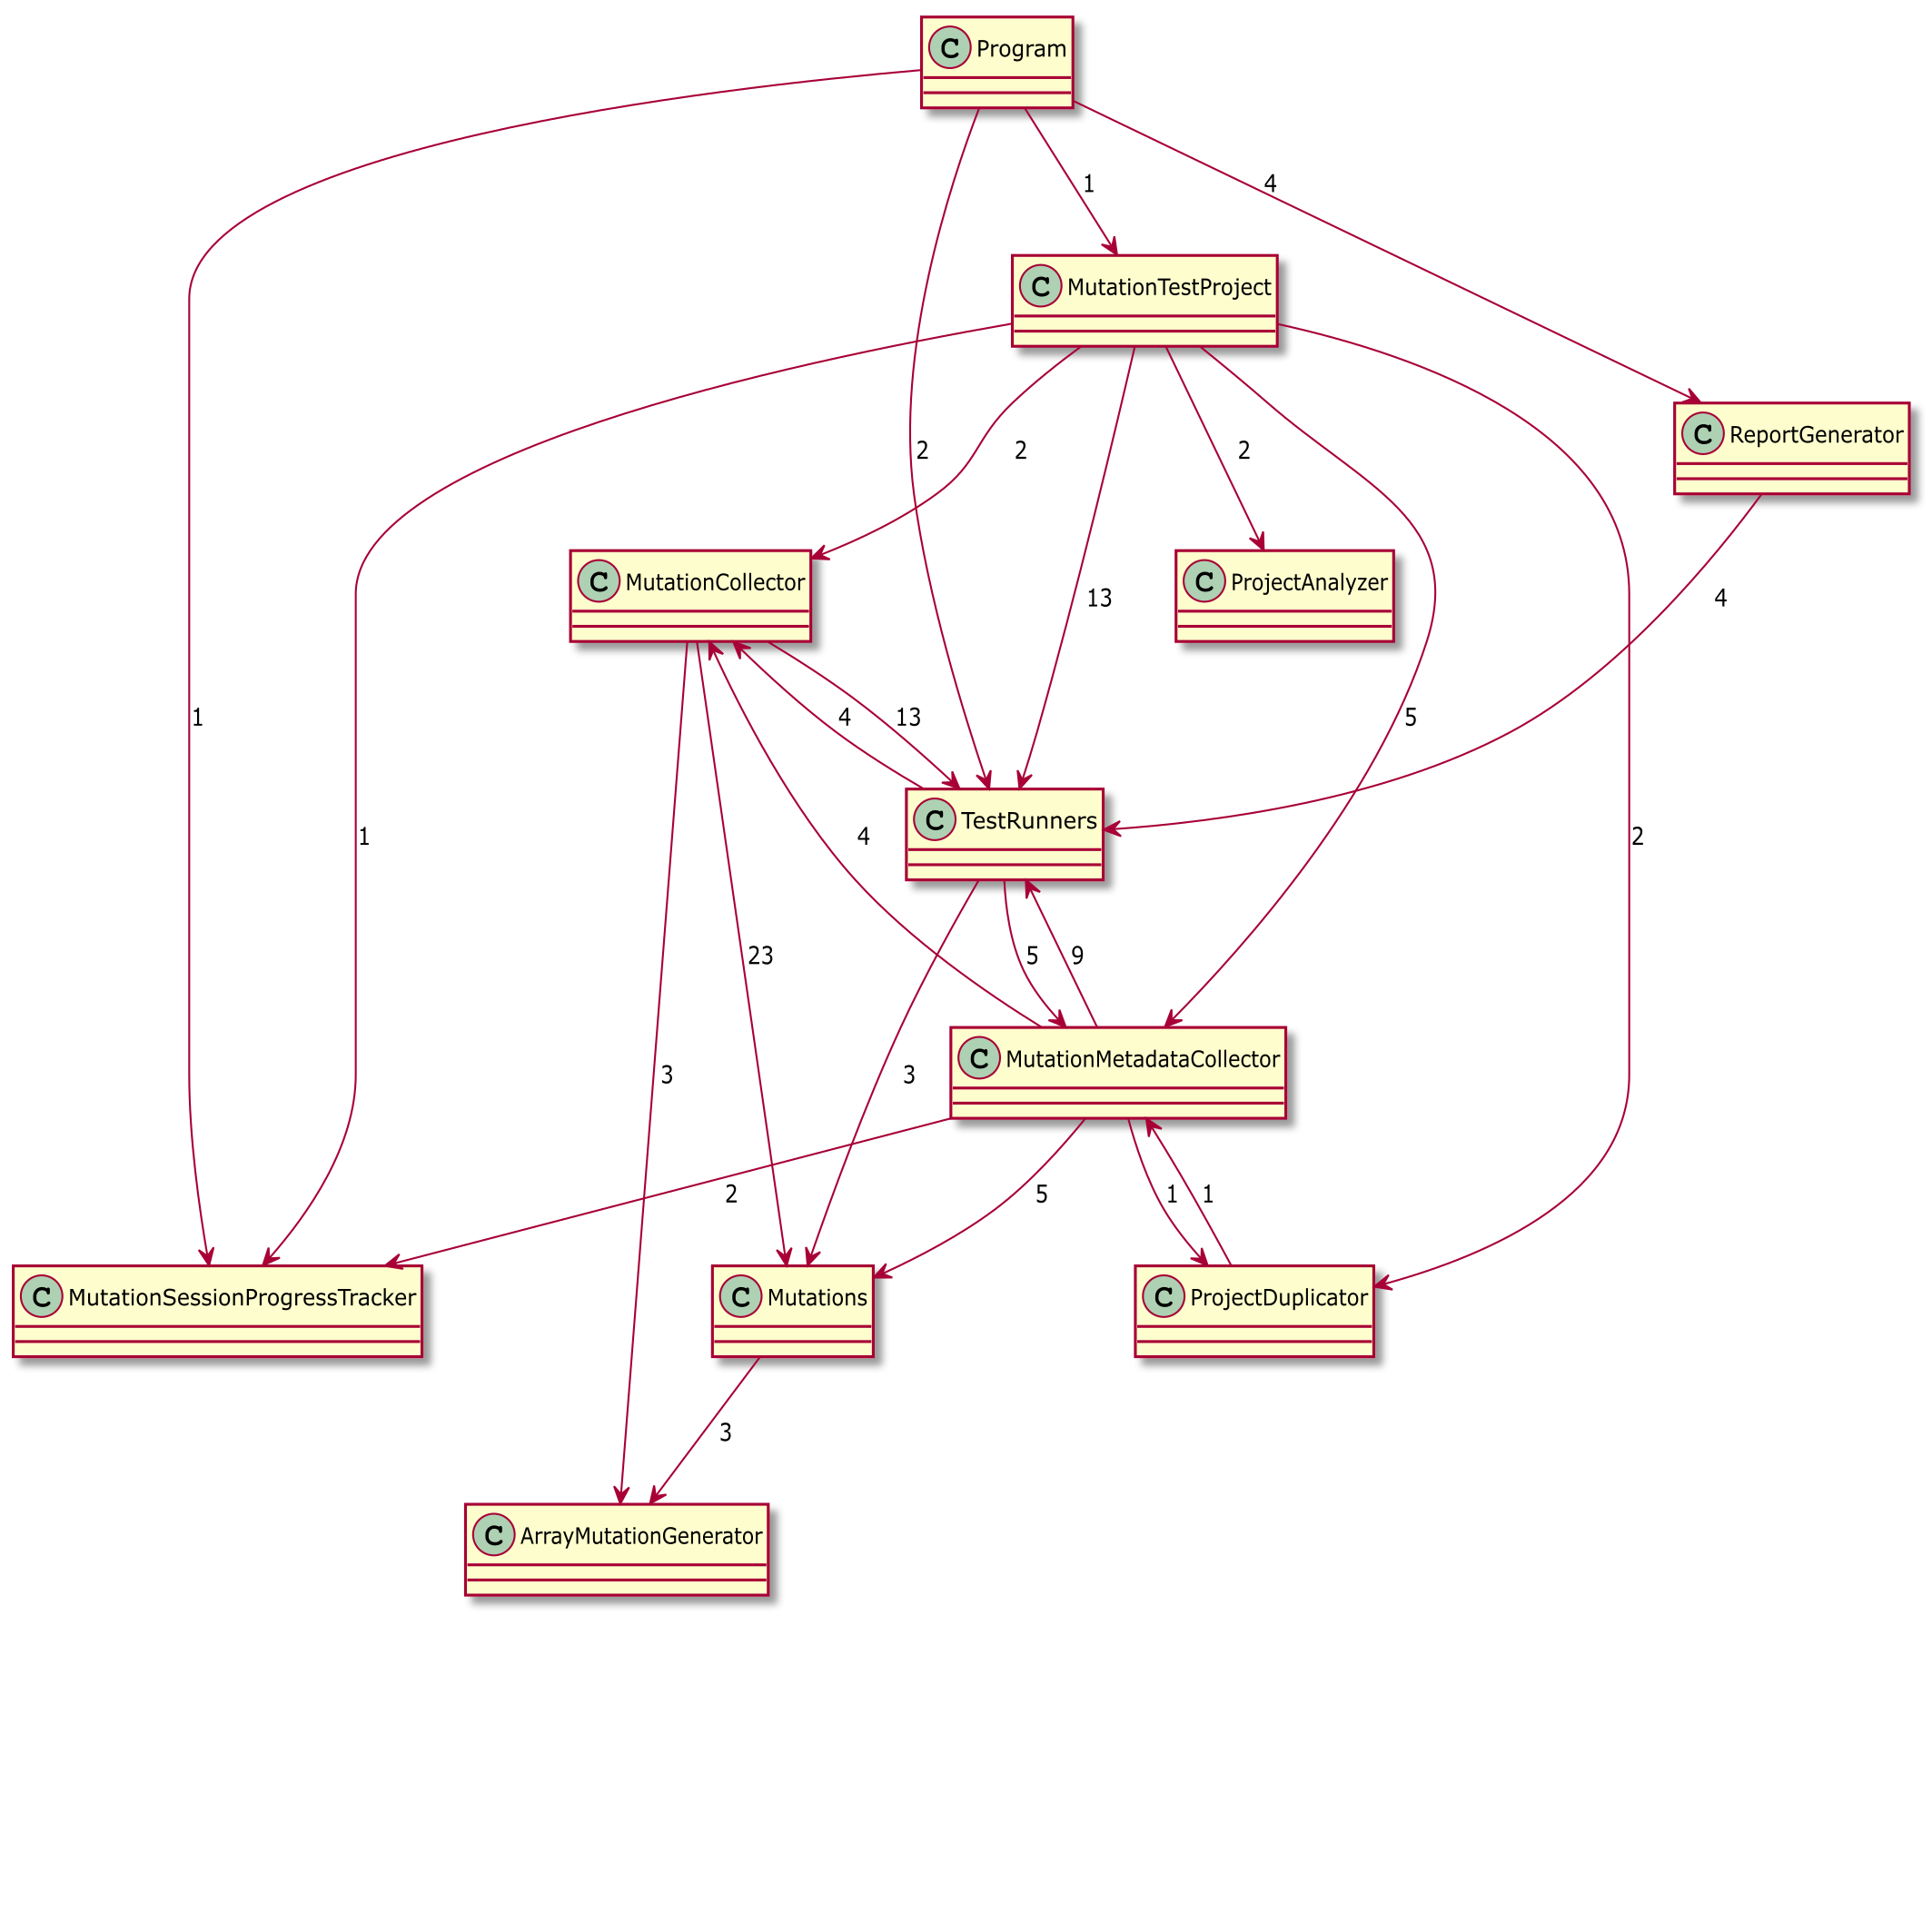 C Program
1
4
C MutationTestProject
C ReportGenerator
2
2
2
C MutationCollector
C ProjectAnalyzer
13
4
1
4
13
5
C TestRunners
1
4
2
23
5
9
C MutationMetadataCollector
3
3
2
5
1
1
C MutationSessionProgressTracker
C Mutations
C ProjectDuplicator
3
C ArrayMutationGenerator